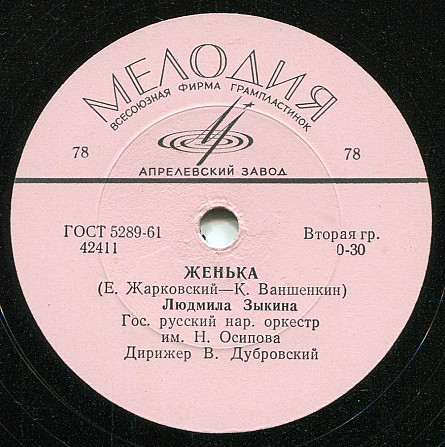 МЕЛОДИЯ
ВСЕСОЮЗНАЯ ФИРМА ГРАМПЛАСТИНОК
78 78
АПРЕЛЕВСКИЙ ЗАВОД
ГОСТ 5289-61 Вторая гр.
42411 0-30
ЖЕНЬКА
(Е. Жарковский—К. Ваншенкин)
Людмила Зыкина
Гос. русский нар. оркестр
им. Н. Осипова
Дирижер В. Дубровский